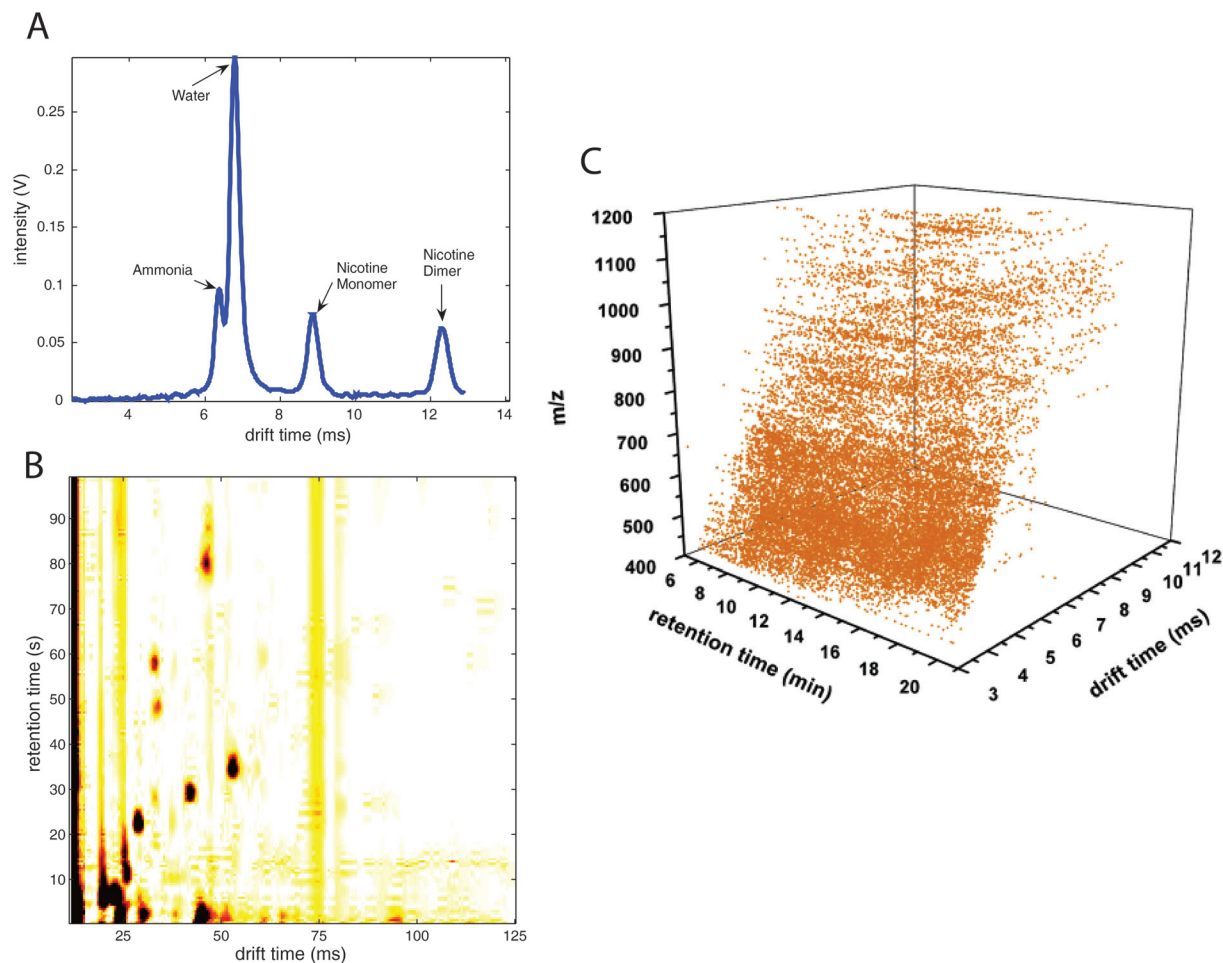 A
Water
Ammonia
Nicotine
Monomer
Nicotine
Dimer
intensity (V)
0.25
0.2
0.15
0.1
0.05
0
4 6 8 10 12 14
drift time (ms)
B
retention time (s)
90
80
70
60
50
40
30
20
10
25 50 75 100 125
drift time (ms)
C
m/z
1200
1100
1000
900
800
700
600
500
400
6 8 10 12 14 16 18 20
retention time (min)
3 4 5 6 7 8 9 10 11 12
drift time (ms)